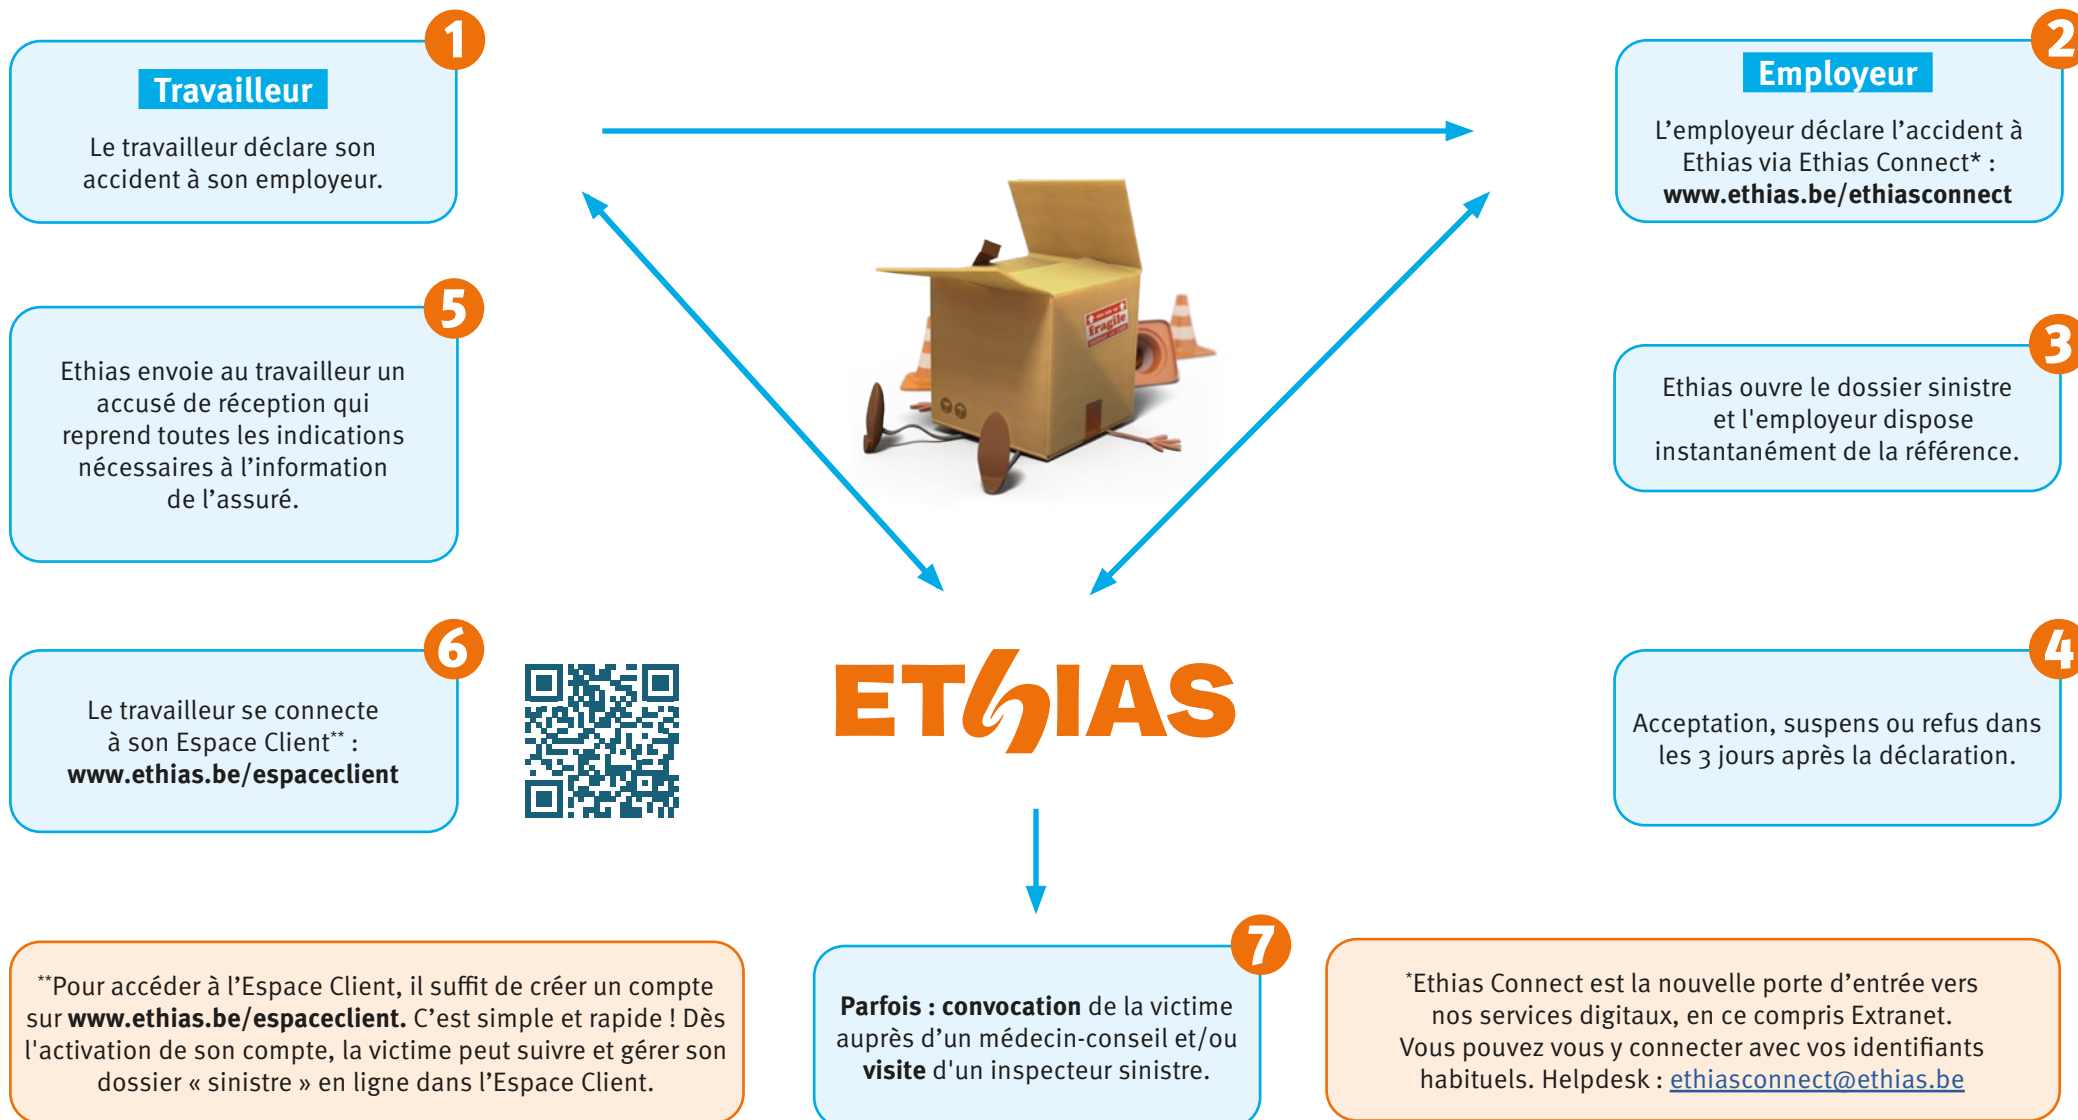 1
Travailleur
Le travailleur déclare son
accident à son employeur.
2
Employeur
L’employeur déclare l’accident à
Ethias via Ethias Connect* :
www.ethias.be/ethiasconnect
3
Ethias ouvre le dossier sinistre
et l'employeur dispose
instantanément de la référence.
4
Acceptation, suspens ou refus dans
les 3 jours après la déclaration.
5
Ethias envoie au travailleur un
accusé de réception qui
reprend toutes les indications
nécessaires à l’information
de l’assuré.
6
Le travailleur se connecte
à son Espace Client** :
www.ethias.be/espaceclient
fragile
ETHIAS
7
Parfois : convocation de la victime
auprès d’un médecin-conseil et/ou
visite d'un inspecteur sinistre.
**Pour accéder à l’Espace Client, il suffit de créer un compte
sur www.ethias.be/espaceclient. C’est simple et rapide ! Dès
l'activation de son compte, la victime peut suivre et gérer son
dossier « sinistre » en ligne dans l’Espace Client.
*Ethias Connect est la nouvelle porte d’entrée vers
nos services digitaux, en ce compris Extranet.
Vous pouvez vous y connecter avec vos identifiants
habituels. Helpdesk : ethiasconnect@ethias.be